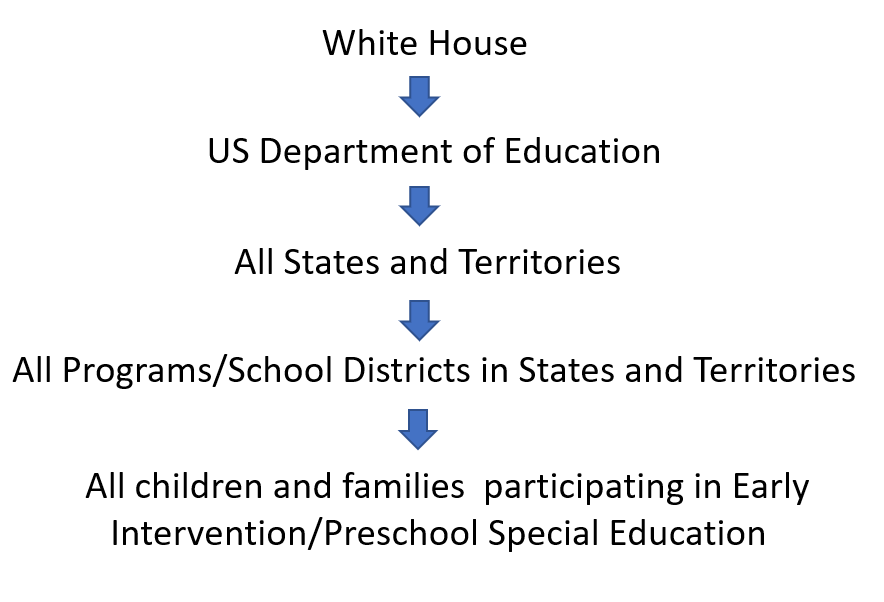 White House
US Department of Education
All States and Territories
All Programs/School Districts in States and Territories
All children and families  participating in Early
Intervention/Preschool Special Education